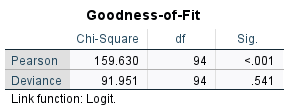 Goodness-of-Fit
Chi-Square df Sig.
Pearson 159.630 94 <.001
Deviance 91.951 94 .541
Link function: Logit.